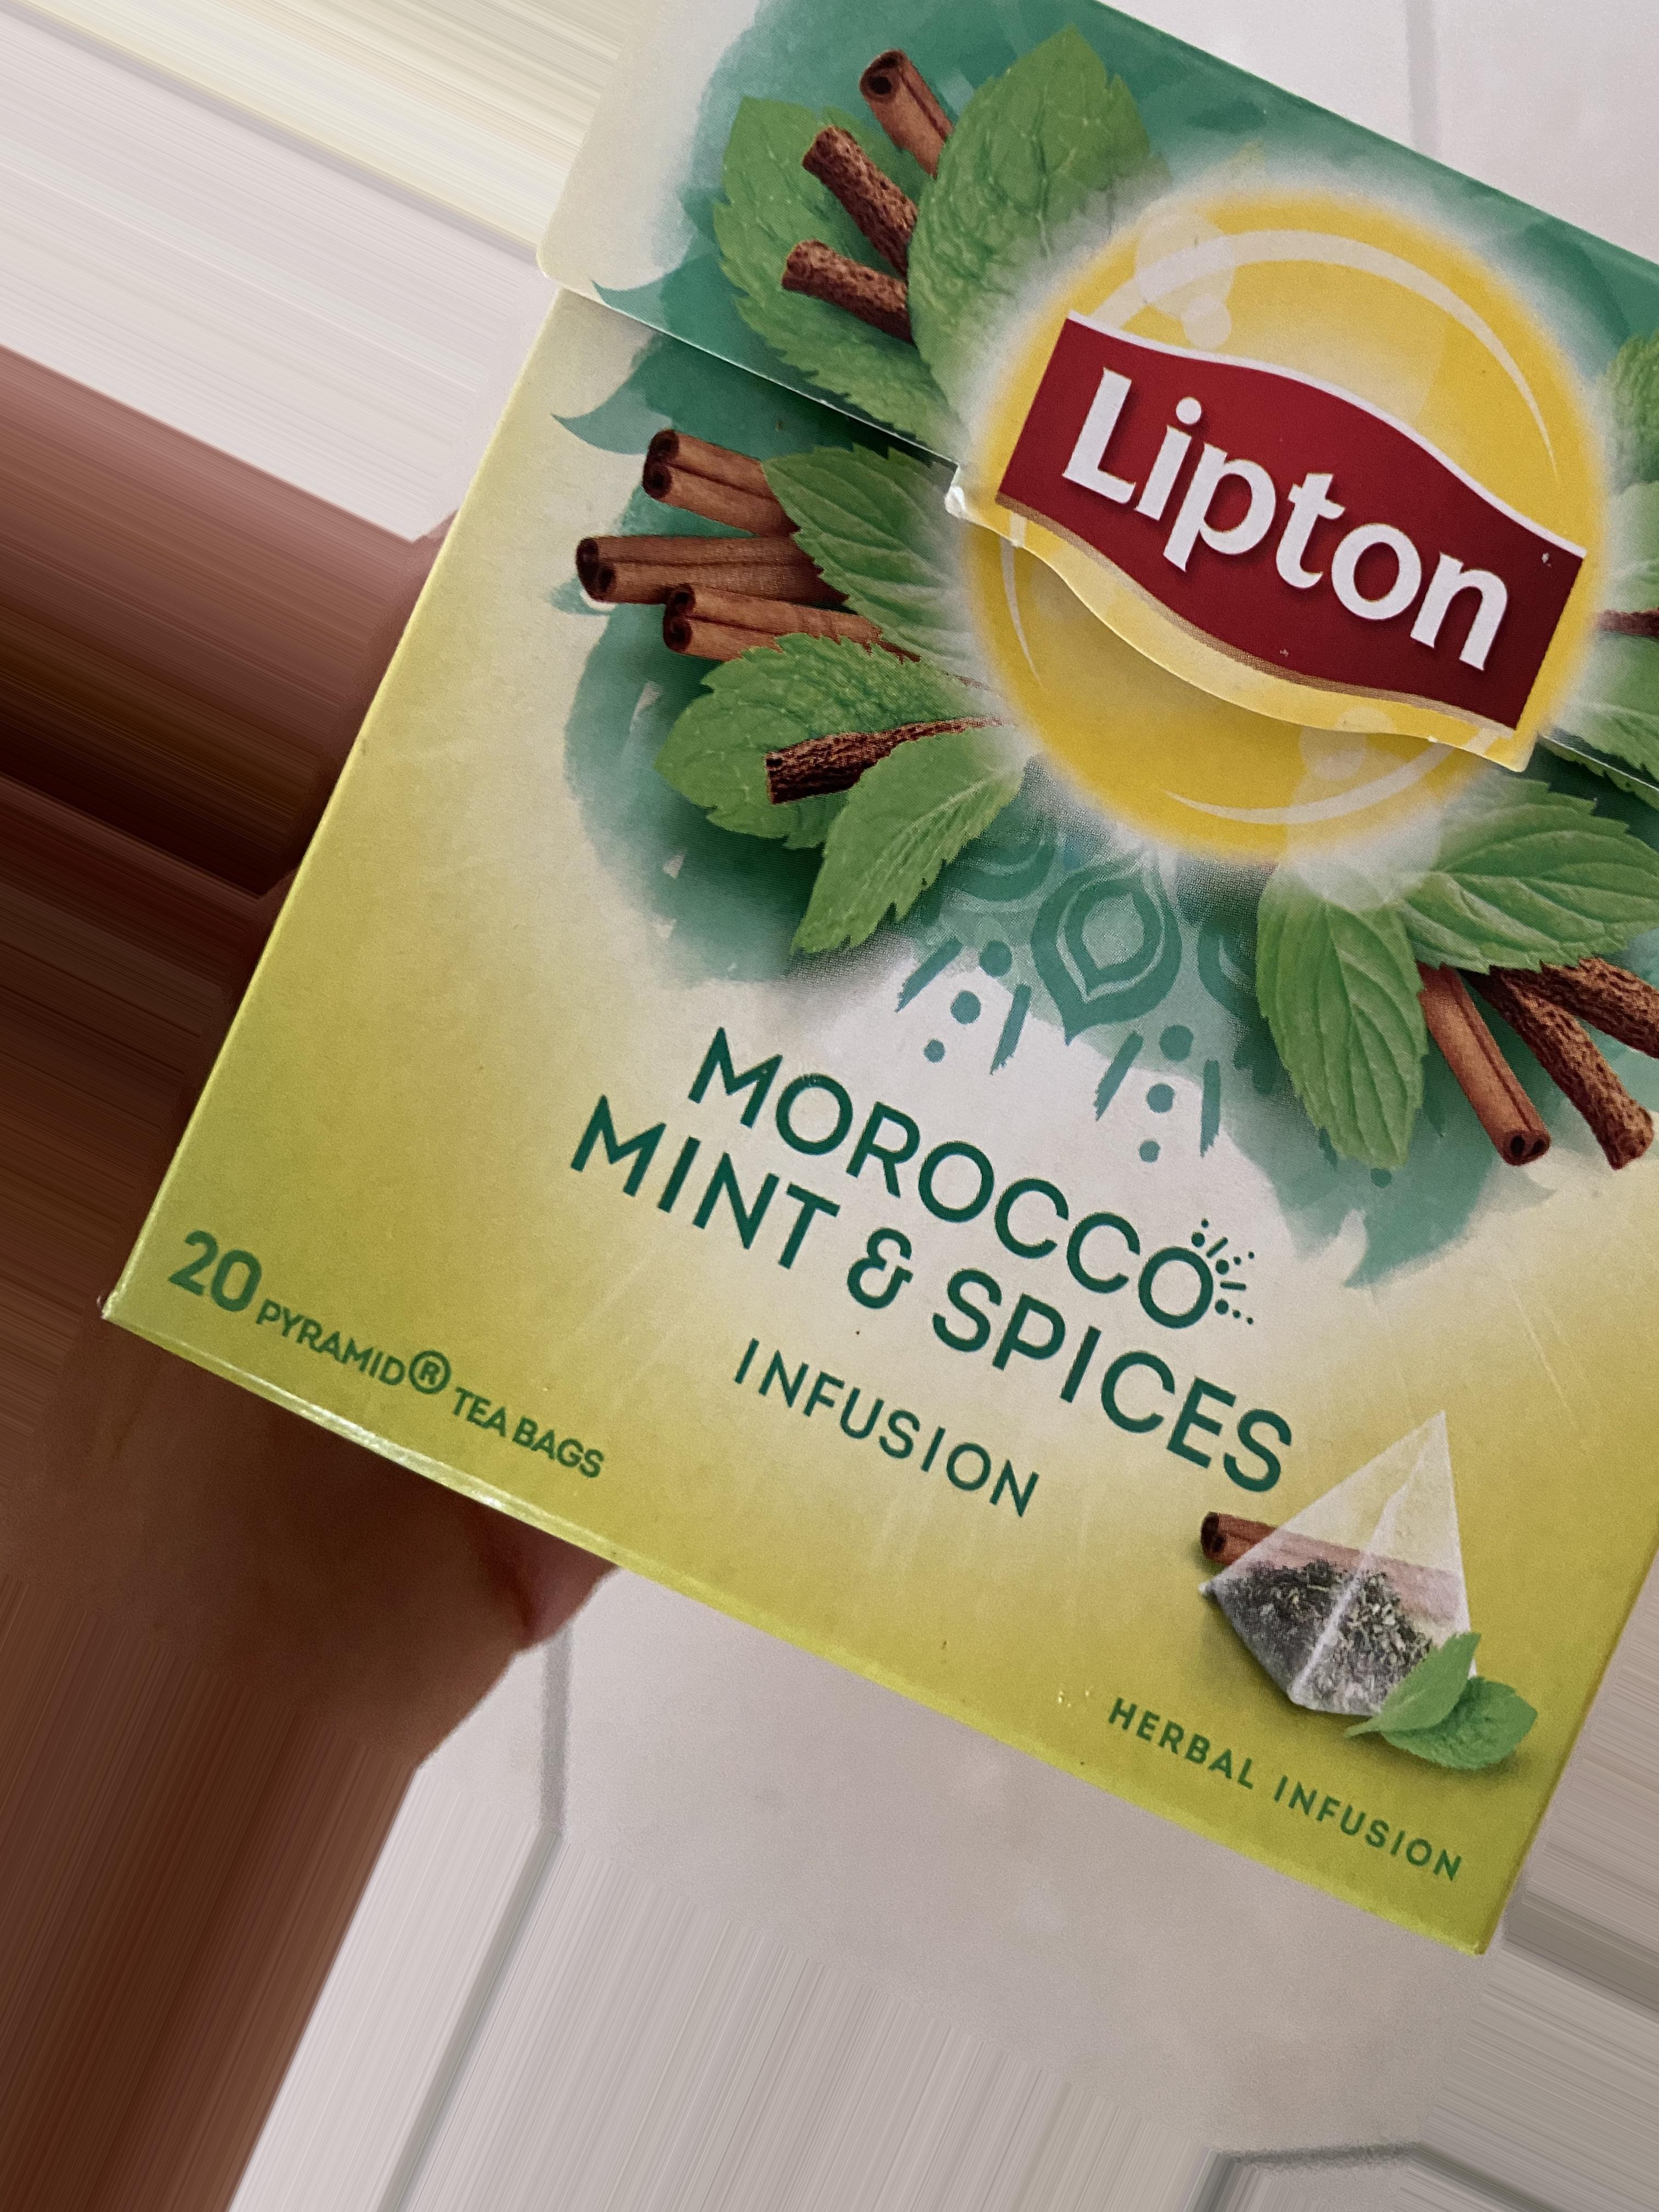 Lipton
MOROCCO
MINT & SPICES
INFUSION
20 PYRAMID® TEA BAGS
HERBAL INFUSION